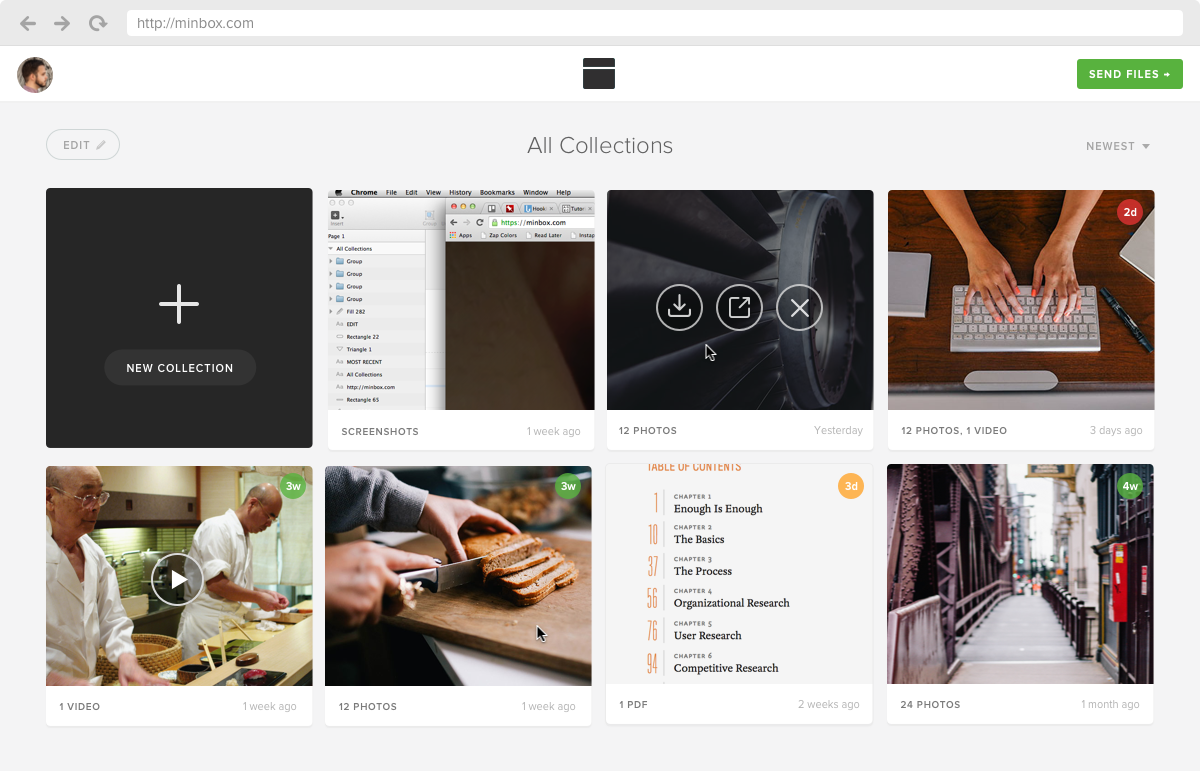 http://minbox.com
SEND FILES →
EDIT
All Collections
NEWEST
NEW COLLECTION
Chrome File Edit View History Bookmarks Window Help
Insert
Group
Hook
Tutor
Page 1
https://minbox.com
Apps Zap Colors Read Later Instap
All Collections
Group
Group
Group
Group
Fill 282
EDIT
Rectangle 22
Triangle 1
MOST RECENT
All Collections
http://minbox.com
Rectangle 65
SCREENSHOTS
1 week ago
12 PHOTOS
Yesterday
2d
12 PHOTOS, 1 VIDEO
3 days ago
3w
1 VIDEO
1 week ago
3w
12 PHOTOS
1 week ago
3d
TABLE OF CONTENTS
CHAPTER 1
1 Enough Is Enough
CHAPTER 2
10 The Basics
CHAPTER 3
37 The Process
CHAPTER 4
56 Organizational Research
CHAPTER 5
76 User Research
CHAPTER 6
94 Competitive Research
1 PDF
2 weeks ago
4w
24 PHOTOS
1 month ago